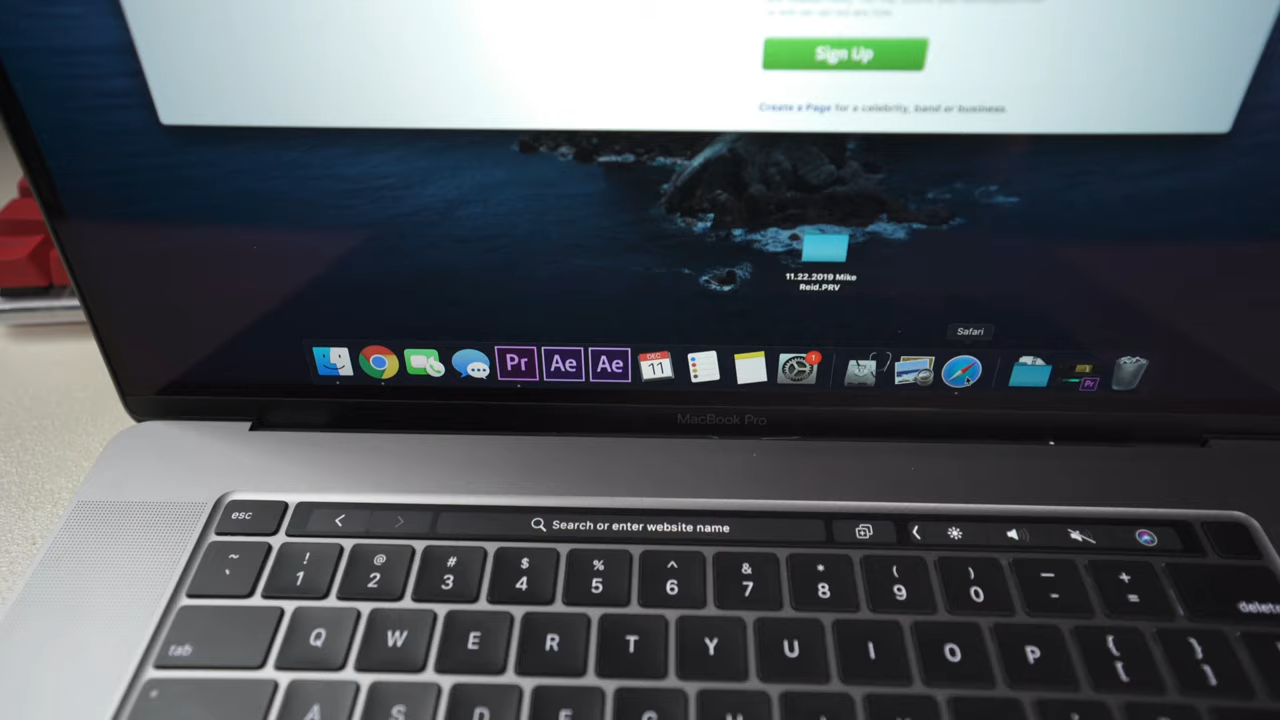 Sign Up
Create a Page for a celebrity, band or business.
11.22.2019 Mike
Reid.PRV
Safari
Pr
Ae
Ae
DEC
11
1
Pr
MacBook Pro
esc
Search or enter website name
~ ! @ # $ % ^ & * ( ) — +
` 1 2 3 4 5 6 7 8 9 0 - =
delete
tab Q W E R T Y U I O P { [ } ]
A S D